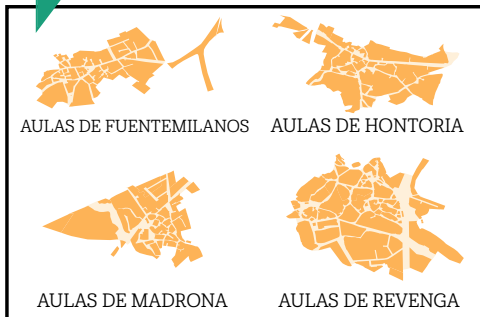 AULAS DE FUENTEMILANOS
AULAS DE HONTORIA
AULAS DE MADRONA
AULAS DE REVENGA